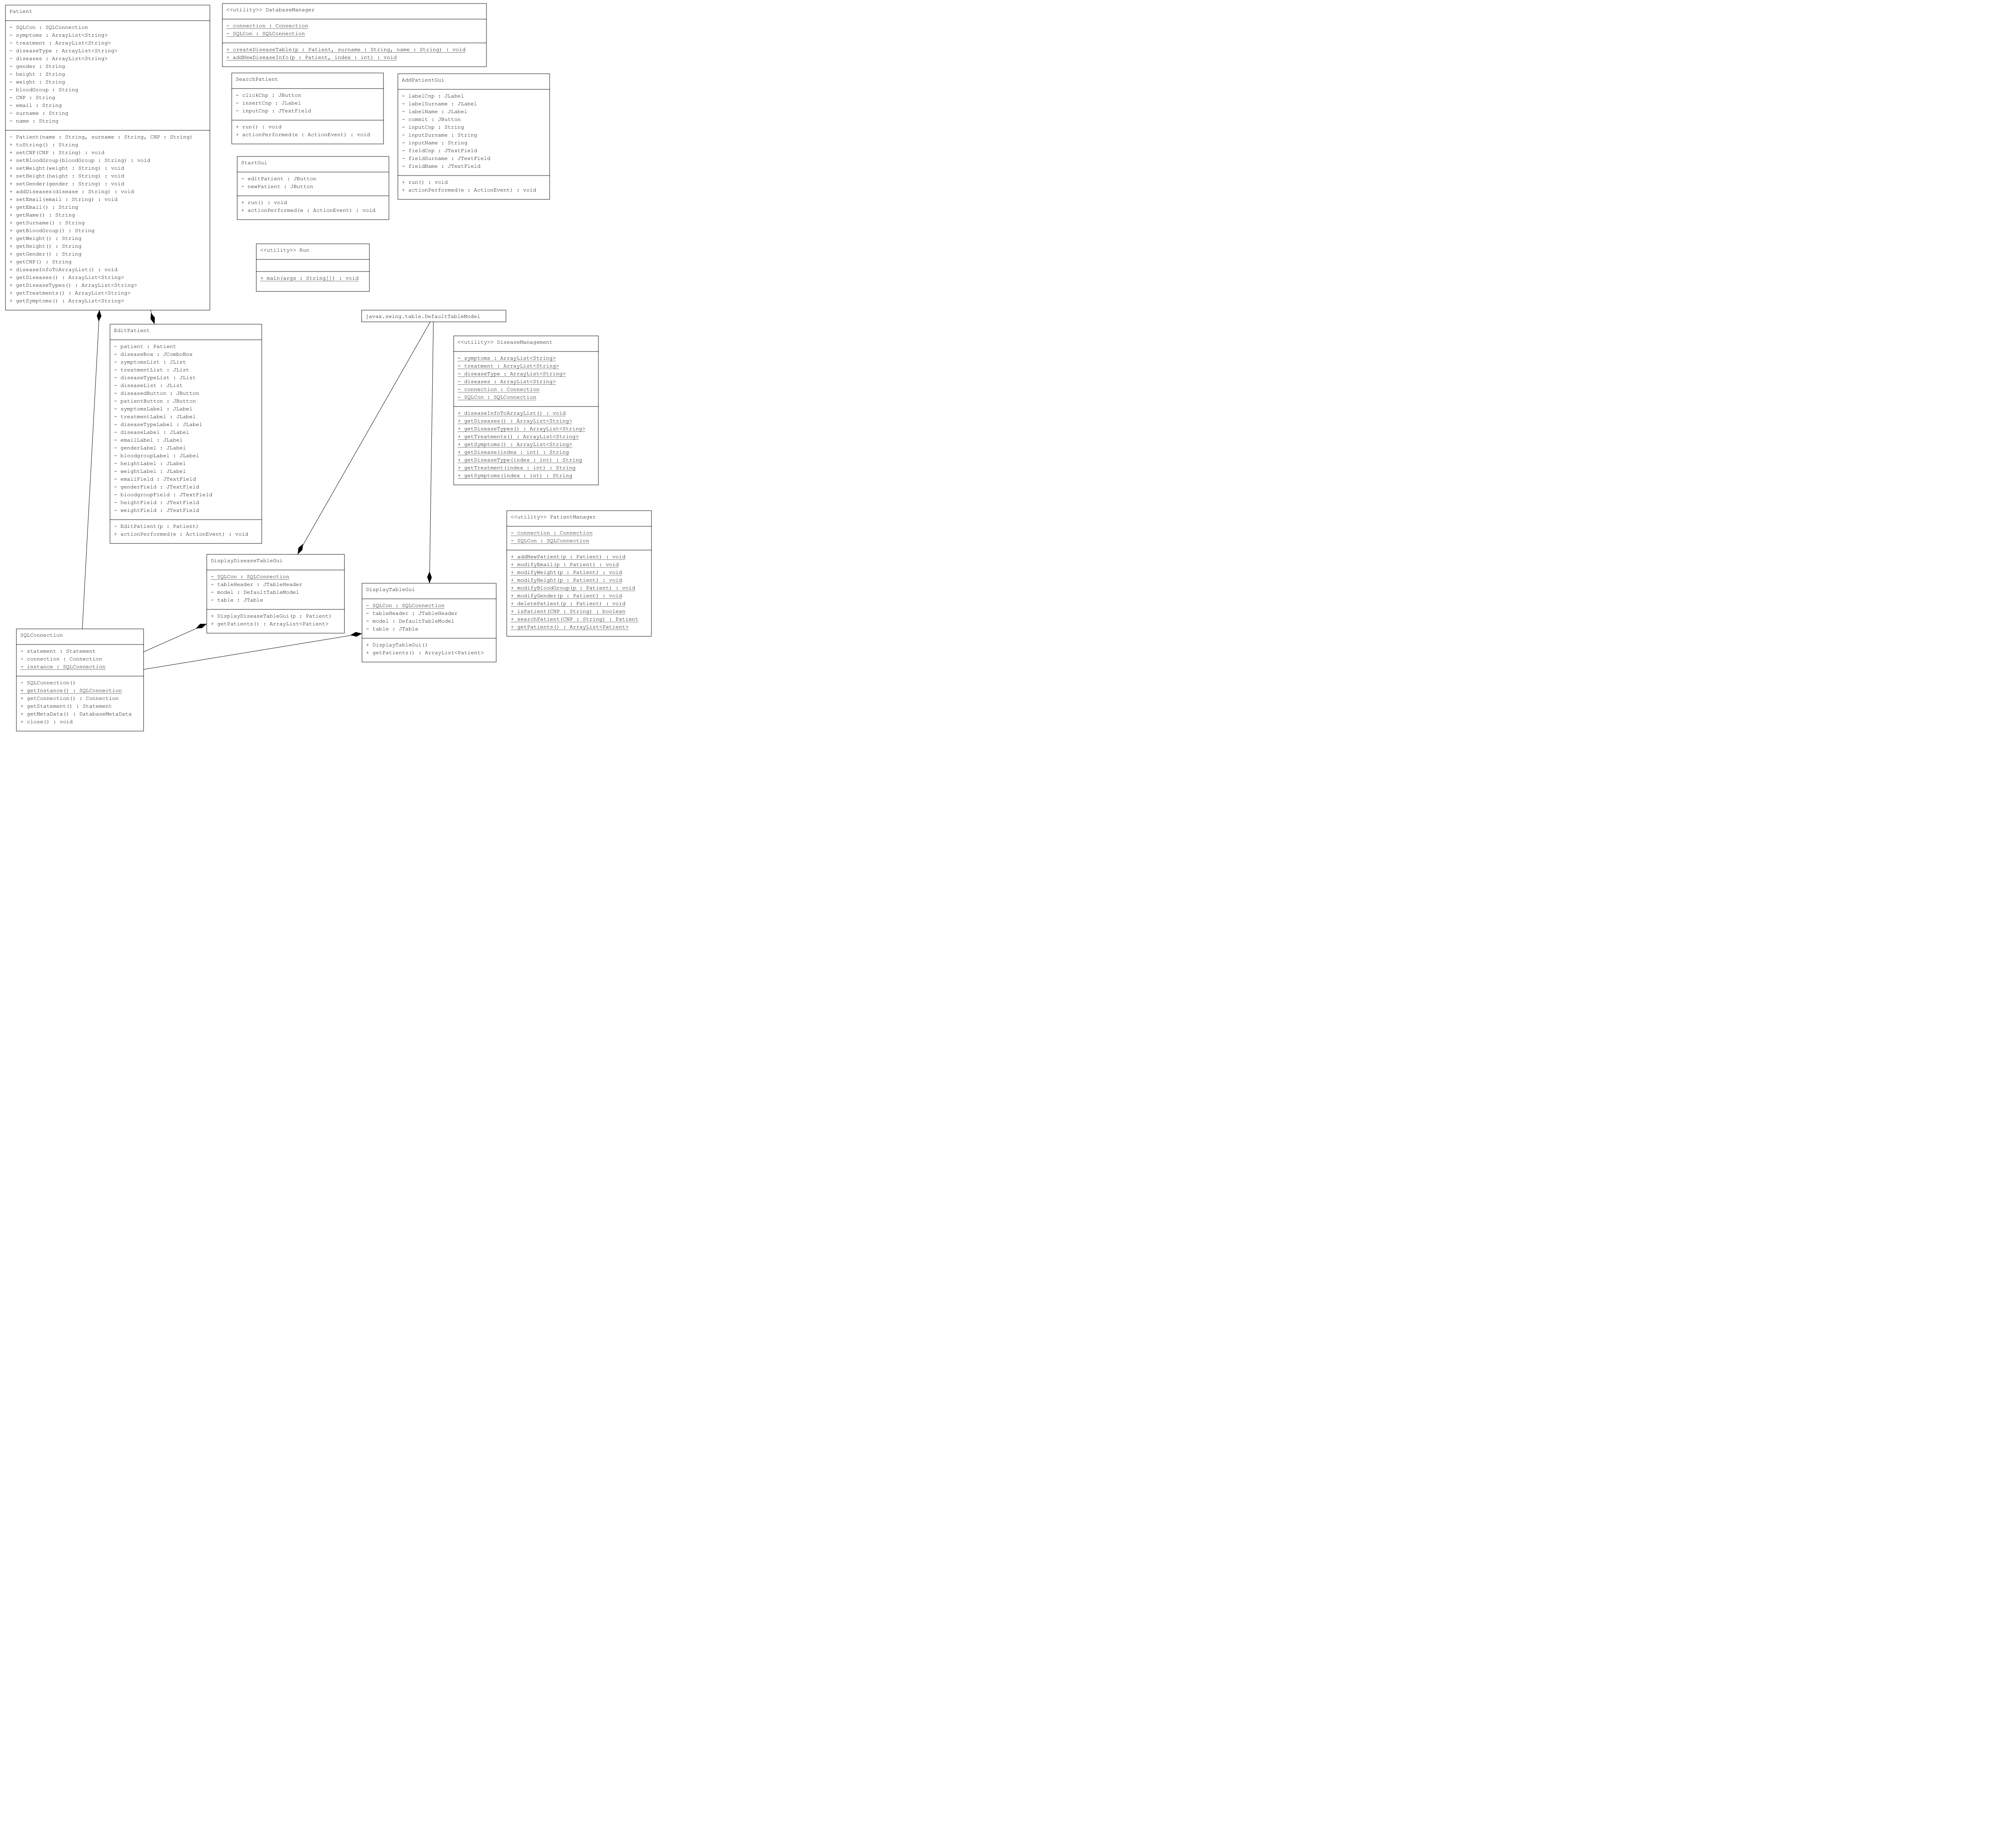 Patient
- SQLCon : SQLConnection
- symptoms : ArrayList<String>
- treatment : ArrayList<String>
- diseaseType : ArrayList<String>
- diseases : ArrayList<String>
- gender : String
- height : String
- weight : String
- bloodGroup : String
- CNP : String
- email : String
- surname : String
- name : String
- Patient(name : String, surname : String, CNP : String)
+ toString() : String
+ setCNP(CNP : String) : void
+ setBloodGroup(bloodGroup : String) : void
+ setWeight(weight : String) : void
+ setHeight(height : String) : void
+ setGender(gender : String) : void
+ addDiseases(disease : String) : void
+ setEmail(email : String) : void
+ getEmail() : String
+ getName() : String
+ getSurname() : String
+ getBloodGroup() : String
+ getWeight() : String
+ getHeight() : String
+ getGender() : String
+ getCNP() : String
+ diseaseInfoToArrayList() : void
+ getDiseases() : ArrayList<String>
+ getDiseaseTypes() : ArrayList<String>
+ getTreatments() : ArrayList<String>
+ getSymptoms() : ArrayList<String>
<<utility>> DatabaseManager
- connection : Connection
- SQLCon : SQLConnection
+ createDiseaseTable(p : Patient, surname : String, name : String) : void
+ addNewDiseaseInfo(p : Patient, index : int) : void
SearchPatient
- clickCnp : JButton
- insertCnp : JLabel
- inputCnp : JTextField
+ run() : void
+ actionPerformed(e : ActionEvent) : void
AddPatientGui
- labelCnp : JLabel
- labelSurname : JLabel
- labelName : JLabel
- commit : JButton
- inputCnp : String
- inputSurname : String
- inputName : String
- fieldCnp : JTextField
- fieldSurname : JTextField
- fieldName : JTextField
+ run() : void
+ actionPerformed(e : ActionEvent) : void
StartGui
- editPatient : JButton
- newPatient : JButton
+ run() : void
+ actionPerformed(e : ActionEvent) : void
<<utility>> Run
+ main(args : String[]) : void
javax.swing.table.DefaultTableModel
EditPatient
- patient : Patient
- diseaseBox : JComboBox
- symptomsList : JList
- treatmentList : JList
- diseaseTypeList : JList
- diseaseList : JList
- diseasedButton : JButton
- patientButton : JButton
- symptomsLabel : JLabel
- treatmentLabel : JLabel
- diseaseTypeLabel : JLabel
- diseaseLabel : JLabel
- emailLabel : JLabel
- genderLabel : JLabel
- bloodgroupLabel : JLabel
- heightLabel : JLabel
- weightLabel : JLabel
- emailField : JTextField
- genderField : JTextField
- bloodgroupField : JTextField
- heightField : JTextField
- weightField : JTextField
- EditPatient(p : Patient)
+ actionPerformed(e : ActionEvent) : void
<<utility>> DiseaseManagement
- symptoms : ArrayList<String>
- treatment : ArrayList<String>
- diseaseType : ArrayList<String>
- diseases : ArrayList<String>
- connection : Connection
- SQLCon : SQLConnection
+ diseaseInfoToArrayList() : void
+ getDiseases() : ArrayList<String>
+ getDiseaseTypes() : ArrayList<String>
+ getTreatments() : ArrayList<String>
+ getSymptoms() : ArrayList<String>
+ getDisease(index : int) : String
+ getDiseaseType(index : int) : String
+ getTreatment(index : int) : String
+ getSymptoms(index : int) : String
<<utility>> PatientManager
- connection : Connection
- SQLCon : SQLConnection
+ addNewPatient(p : Patient) : void
+ modifyEmail(p : Patient) : void
+ modifyWeight(p : Patient) : void
+ modifyHeight(p : Patient) : void
+ modifyBloodGroup(p : Patient) : void
+ modifyGender(p : Patient) : void
+ deletePatient(p : Patient) : void
+ isPatient(CNP : String) : boolean
+ searchPatient(CNP : String) : Patient
+ getPatients() : ArrayList<Patient>
DisplayDiseaseTableGui
- SQLCon : SQLConnection
- tableHeader : JTableHeader
- model : DefaultTableModel
- table : JTable
+ DisplayDiseaseTableGui(p : Patient)
+ getPatients() : ArrayList<Patient>
DisplayTableGui
- SQLCon : SQLConnection
- tableHeader : JTableHeader
- model : DefaultTableModel
- table : JTable
+ DisplayTableGui()
+ getPatients() : ArrayList<Patient>
SQLConnection
- statement : Statement
- connection : Connection
- instance : SQLConnection
- SQLConnection()
+ getInstance() : SQLConnection
+ getConnection() : Connection
+ getStatement() : Statement
+ getMetaData() : DatabaseMetaData
+ close() : void